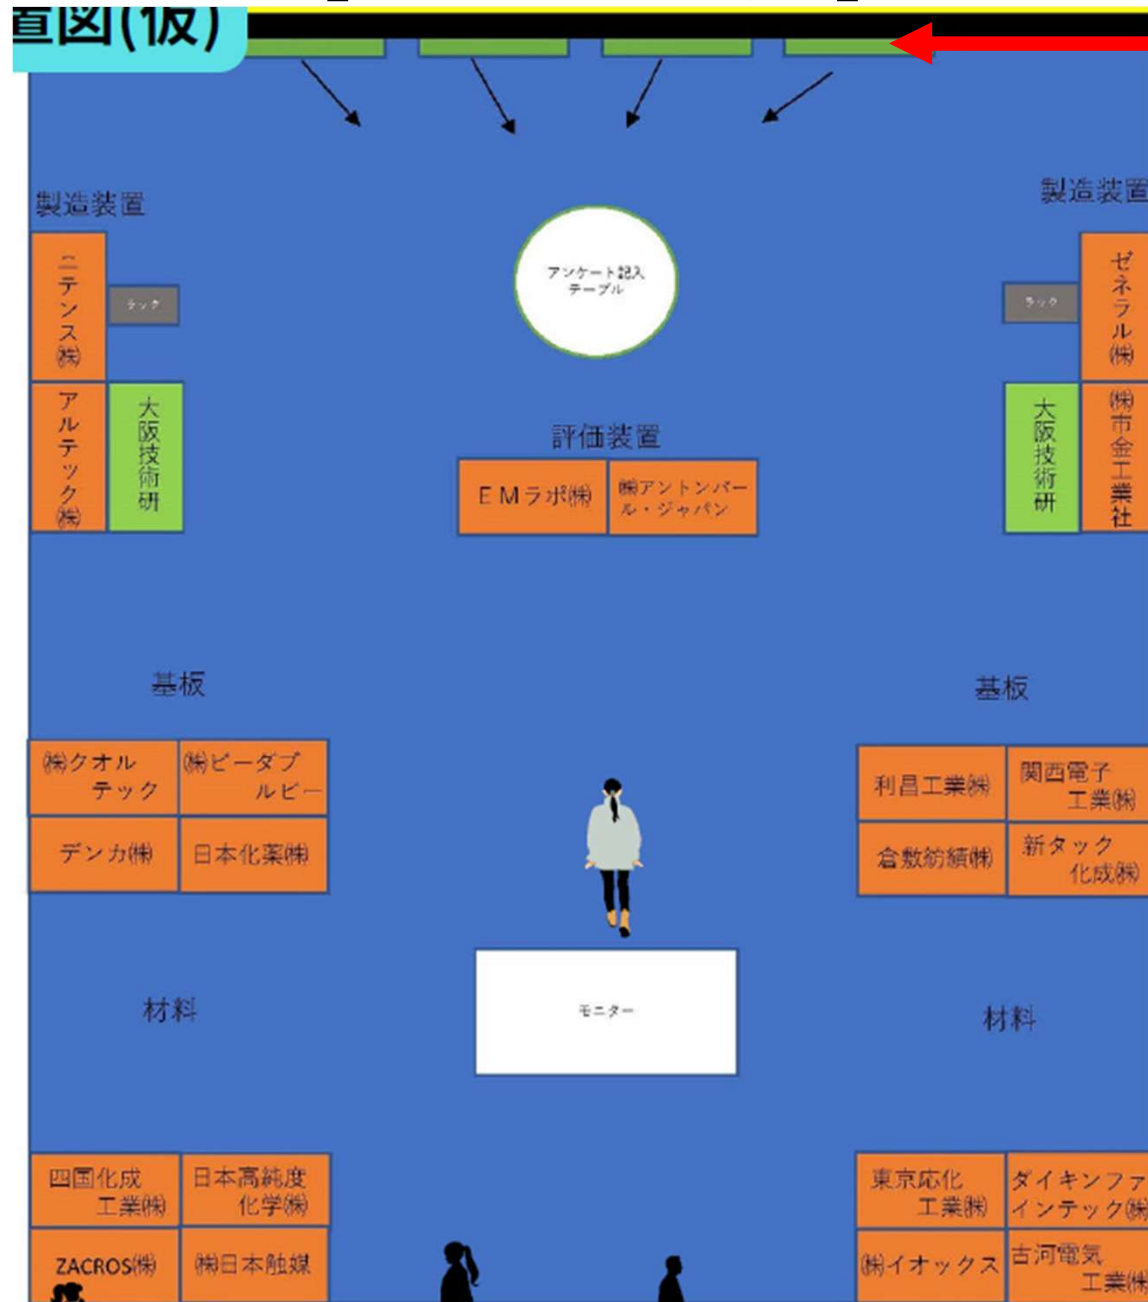 置図(仮)
製造装置
製造装置
ニテンス㈱
ラック
アンケート記入
テーブル
ラック
ゼネラル㈱
アルテック㈱
大阪技術研
評価装置
EMラボ㈱
㈱アントンパー
ル・ジャパン
大阪技術研
㈱市金工業社
基板
基板
㈱クオル
テック
㈱ピーダブ
ルビー
利昌工業㈱
関西電子
工業㈱
デンカ㈱
日本化薬㈱
倉敷紡績㈱
新タック
化成㈱
材料
モニター
材料
四国化成
工業㈱
日本高純度
化学㈱
東京応化
工業㈱
ダイキンファ
インテック㈱
ZACROS㈱
㈱日本触媒
㈱イオックス
古河電気
工業㈱